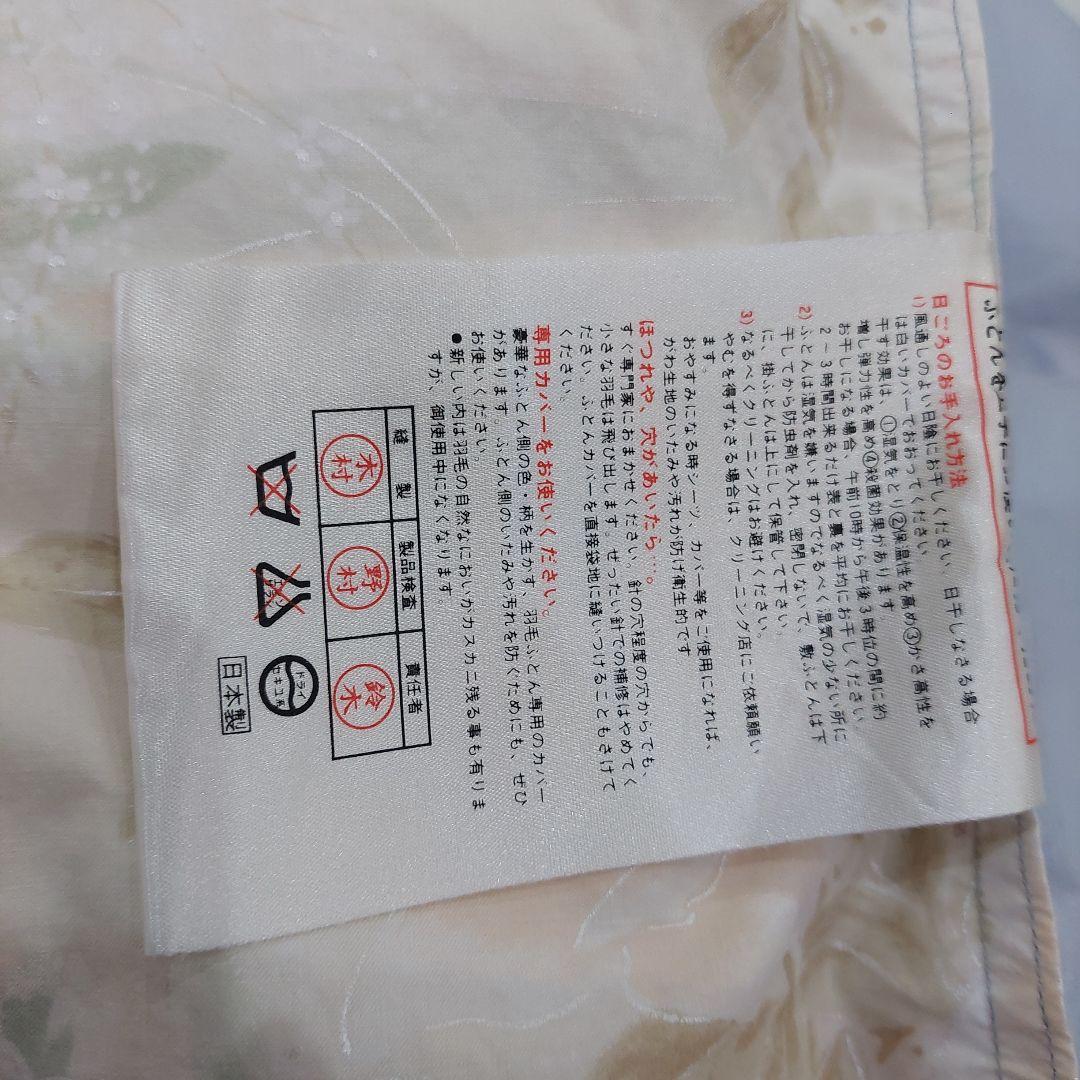 日ごろのお手入れ方法
1) 風通しのよい日陰にお干しください 日干しなさる場合
は白いカバーでおおってください
干す効果は、①湿気をとり②保温性を高め③かさ高性を
増し弾力性を高め④殺菌効果があります。
お干しになる場合、午前10時から午後3時位の間に約
2～3時間出来るだけ表と裏を平均にお干しください。
2) ふとんは湿気を嫌いますのでなるべく湿気の少ない所に
に、掛ふとんは上にして保管して下さい。
干してから防虫剤を入れ、密閉しないで、敷ふとんは下
3) なるべくクリーニングはお避けください。
やむを得ずなさる場合は、クリーニング店にご依頼願い
ます。
おやすみになる時シーツ、カバー等をご使用になれば、
かわ生地のいたみや汚れが防げ衛生的です。
ほつれや、穴があいたら…。
すぐ専門家におまかせください。針の穴程度の穴からでも、
小さな羽毛は飛び出します。ぜったい針での補修はやめてく
ださい。ふとんカバーを直接袋地に縫いつけることもさけて
ください。
専用カバーをお使いください。
豪華なふとん側の色・柄を生かす、羽毛ふとん専用のカバー
があります。ふとん側のいたみや汚れを防ぐためにも、ぜひ
お使いください。
●新しい内は羽毛の自然なにおいがカスカニ残る事も有りま
すが、御使用中になくなります。
縫製 製品検査 責任者
木村 野村 鈴木
エンソ ドライ
セキユ系
日本製